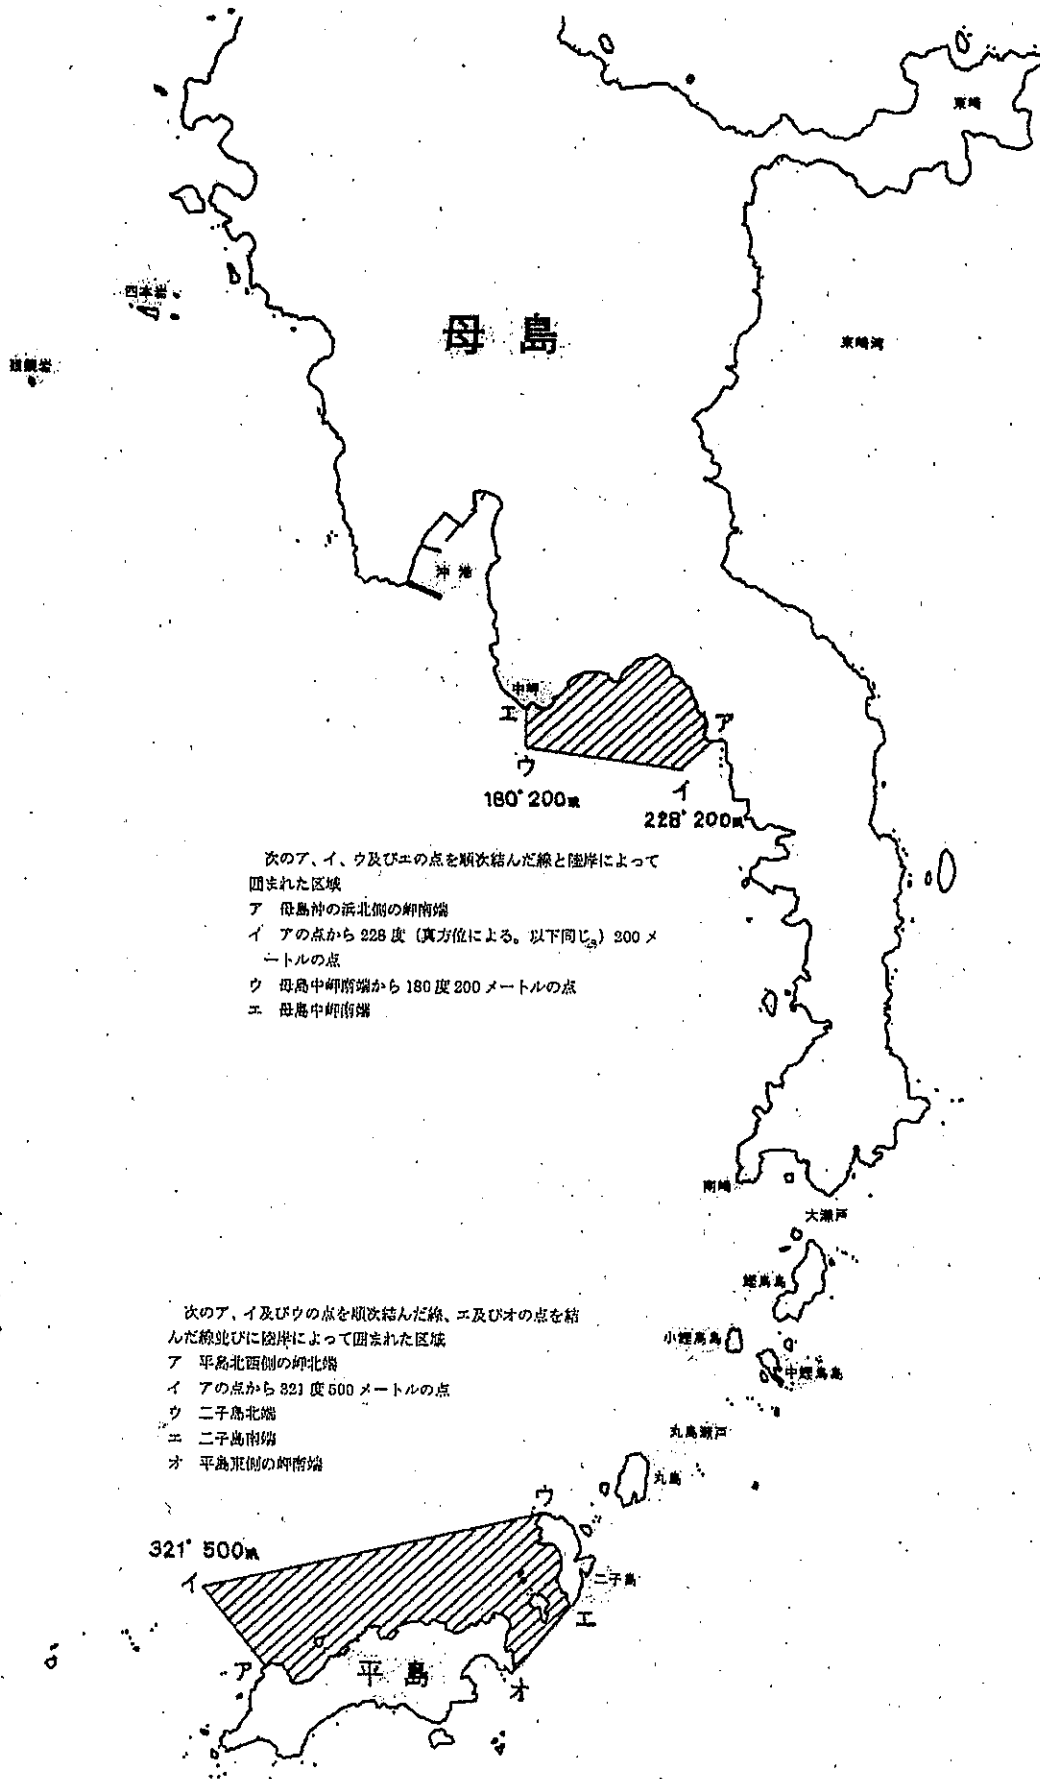 東崎
四本岩
母島
東崎湾
沖港
中岬
エ
ア
ウ
イ
180°200m
228°200m
次のア、イ、ウ及びエの点を順次結んだ線と陸岸によって
囲まれた区域
ア 母島沖の浜北側の岬南端
イ アの点から228度（真方位による。以下同じ。）200メ
ートルの点
ウ 母島中岬南端から180度200メートルの点
エ 母島中岬南端
南崎
大瀬戸
鰹鳥島
小鰹鳥島
中鰹鳥島
次のア、イ及びウの点を順次結んだ線、エ及びオの点を結
んだ線並びに陸岸によって囲まれた区域
ア 平島北西側の岬北端
イ アの点から321度500メートルの点
ウ 二子島北端
エ 二子島南端
オ 平島東側の岬南端
丸島瀬戸
丸島
ウ
321°500m
イ
二子島
エ
ア
平島
オ